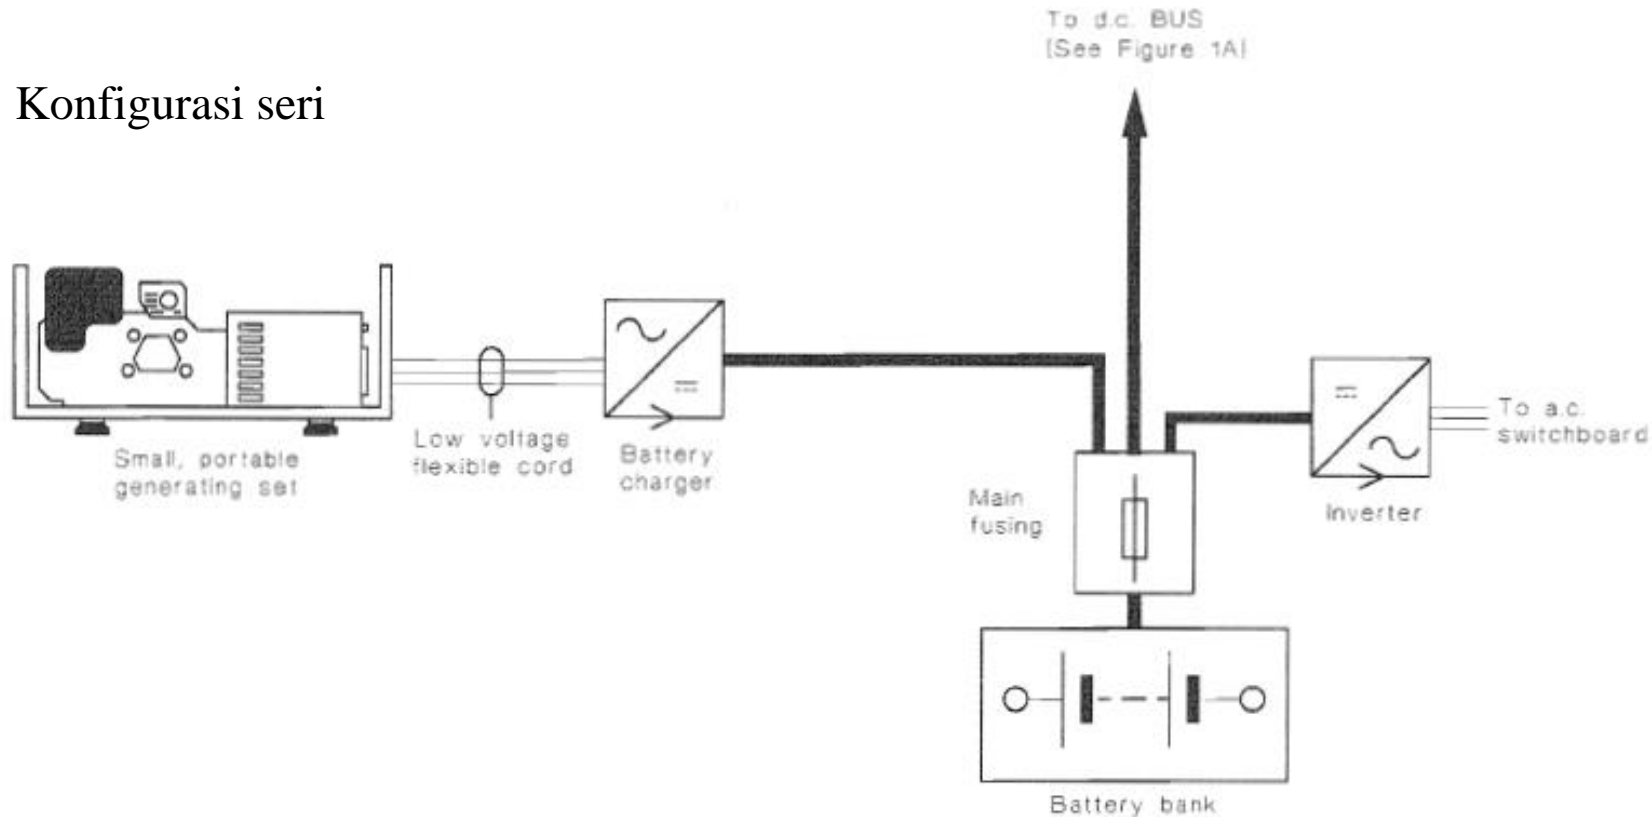 To d.c. BUS
(See Figure 1A)
Konfigurasi seri
Small, portable
generating set
Low voltage
flexible cord
Battery
charger
Main
fusing
To a.c.
switchboard
Inverter
Battery bank